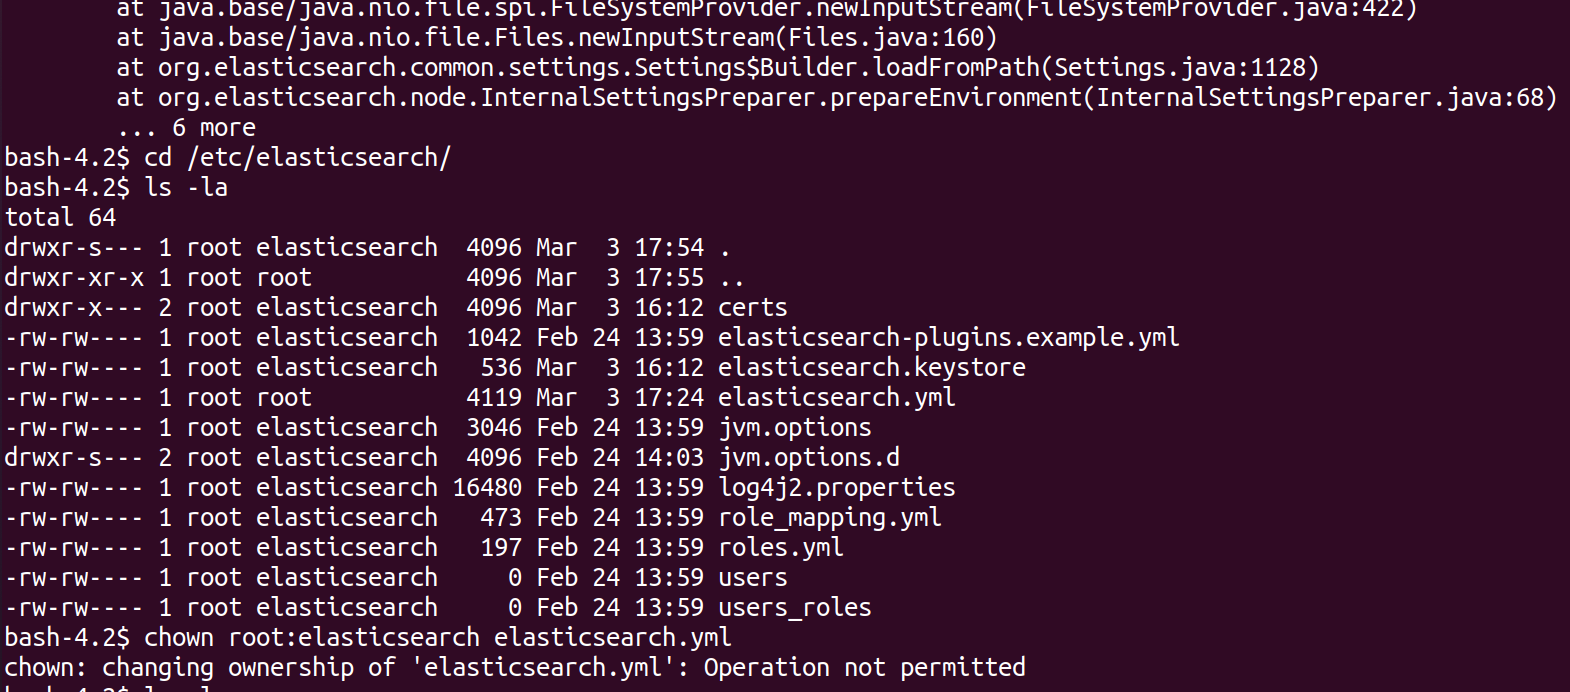 at java.base/java.nio.file.spi.FileSystemProvider.newInputStream(FileSystemProvider.java:422)
at java.base/java.nio.file.Files.newInputStream(Files.java:160)
at org.elasticsearch.common.settings.Settings$Builder.loadFromPath(Settings.java:1128)
at org.elasticsearch.node.InternalSettingsPreparer.prepareEnvironment(InternalSettingsPreparer.java:68)
... 6 more
bash-4.2$ cd /etc/elasticsearch/
bash-4.2$ ls -la
total 64
drwxr-s--- 1 root elasticsearch  4096 Mar  3 17:54 .
drwxr-xr-x 1 root root           4096 Mar  3 17:55 ..
drwxr-x--- 2 root elasticsearch  4096 Mar  3 16:12 certs
-rw-rw---- 1 root elasticsearch  1042 Feb 24 13:59 elasticsearch-plugins.example.yml
-rw-rw---- 1 root elasticsearch   536 Mar  3 16:12 elasticsearch.keystore
-rw-rw---- 1 root root           4119 Mar  3 17:24 elasticsearch.yml
-rw-rw---- 1 root elasticsearch  3046 Feb 24 13:59 jvm.options
drwxr-s--- 2 root elasticsearch  4096 Feb 24 14:03 jvm.options.d
-rw-rw---- 1 root elasticsearch 16480 Feb 24 13:59 log4j2.properties
-rw-rw---- 1 root elasticsearch   473 Feb 24 13:59 role_mapping.yml
-rw-rw---- 1 root elasticsearch   197 Feb 24 13:59 roles.yml
-rw-rw---- 1 root elasticsearch     0 Feb 24 13:59 users
-rw-rw---- 1 root elasticsearch     0 Feb 24 13:59 users_roles
bash-4.2$ chown root:elasticsearch elasticsearch.yml
chown: changing ownership of 'elasticsearch.yml': Operation not permitted
bash-4.2$